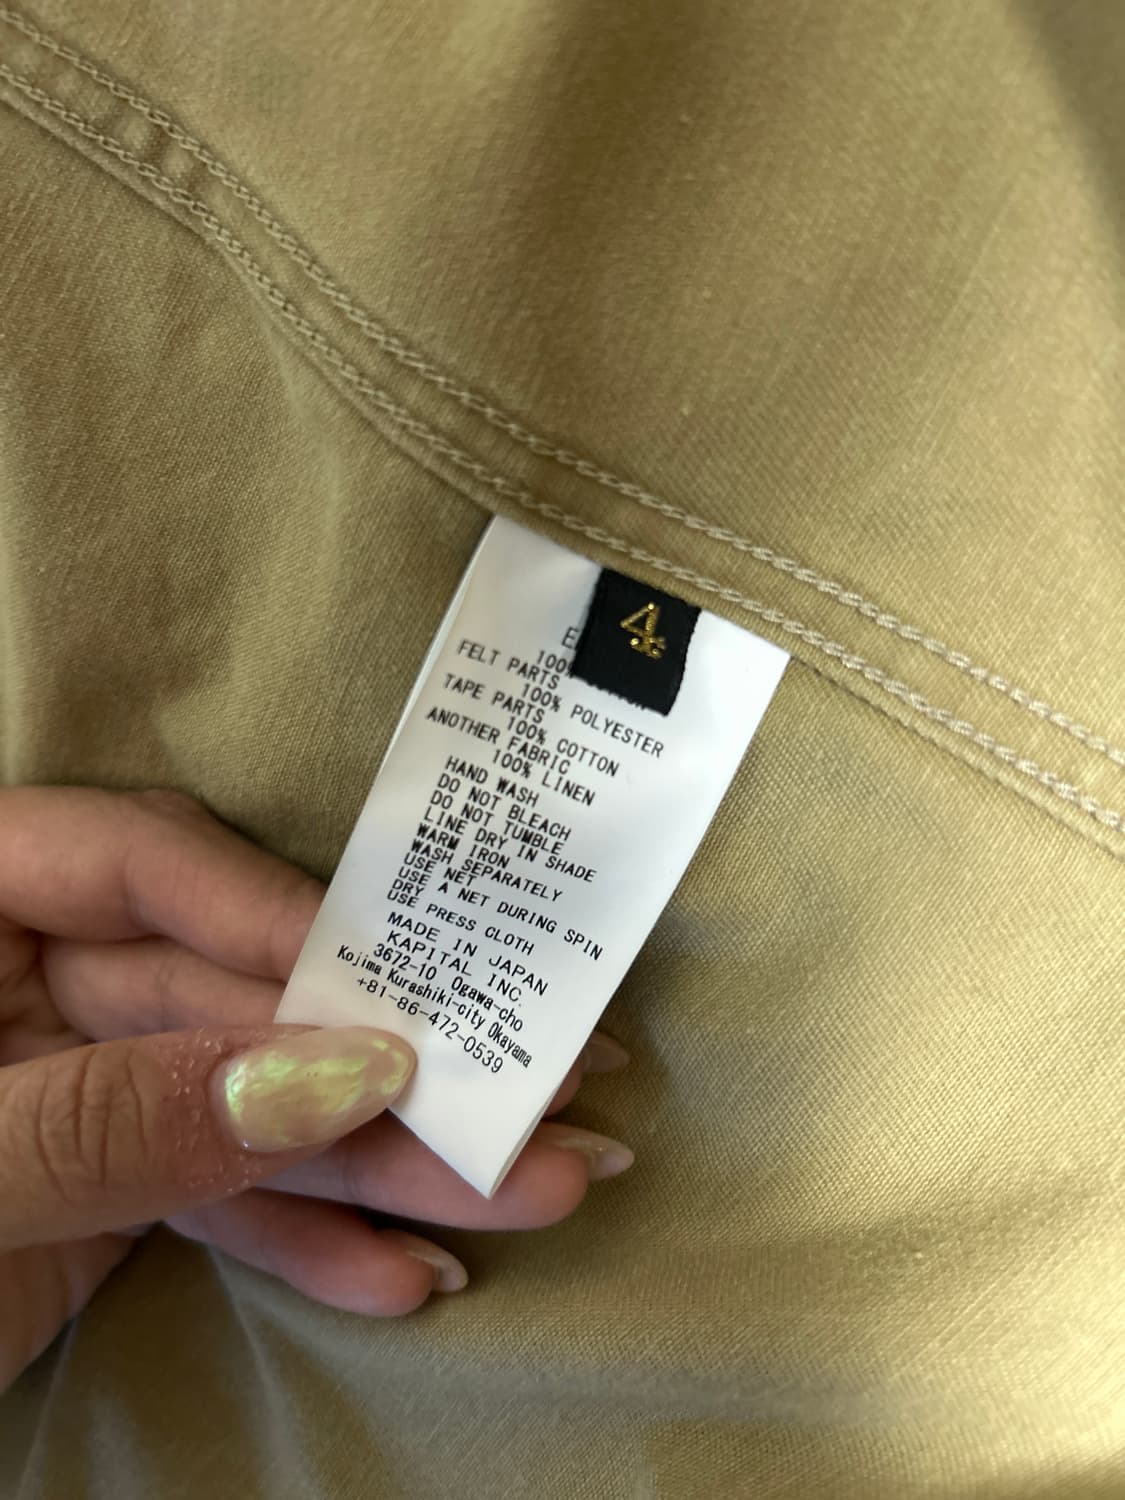 4
100%
FELT PARTS
100% POLYESTER
TAPE PARTS
100% COTTON
ANOTHER FABRIC
100% LINEN
HAND WASH
DO NOT BLEACH
DO NOT TUMBLE
LINE DRY IN SHADE
WARM IRON
WASH SEPARATELY
USE NET
USE A NET DURING SPIN
DRY
USE PRESS CLOTH
MADE IN JAPAN
KAPITAL INC.
3672-10 Ogawa-cho
Kojima Kurashiki-city Okayama
+81-86-472-0539